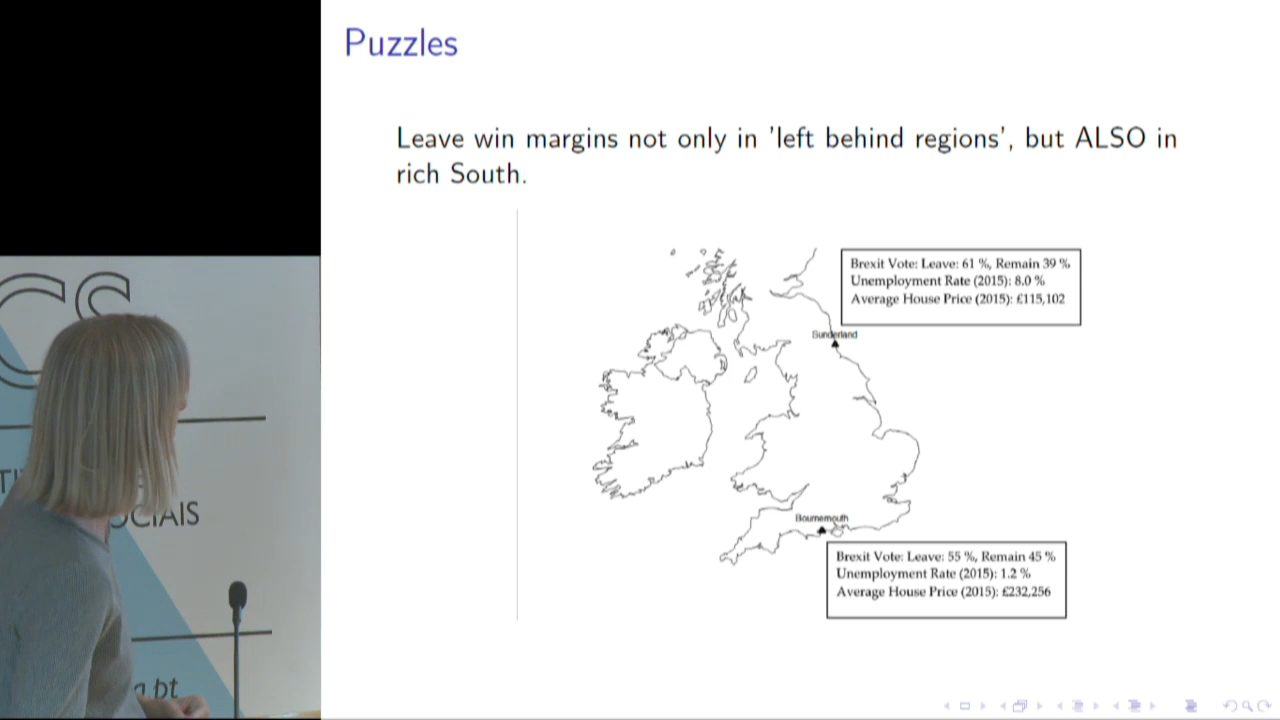 Puzzles
Leave win margins not only in 'left behind regions', but ALSO in
rich South.
Brexit Vote: Leave: 61 %, Remain 39 %
Unemployment Rate (2015): 8.0 %
Average House Price (2015): £115,102
Sunderland
Bournemouth
Brexit Vote: Leave: 55 %, Remain 45 %
Unemployment Rate (2015): 1.2 %
Average House Price (2015): £232,256
CS
OCIAIS
pt